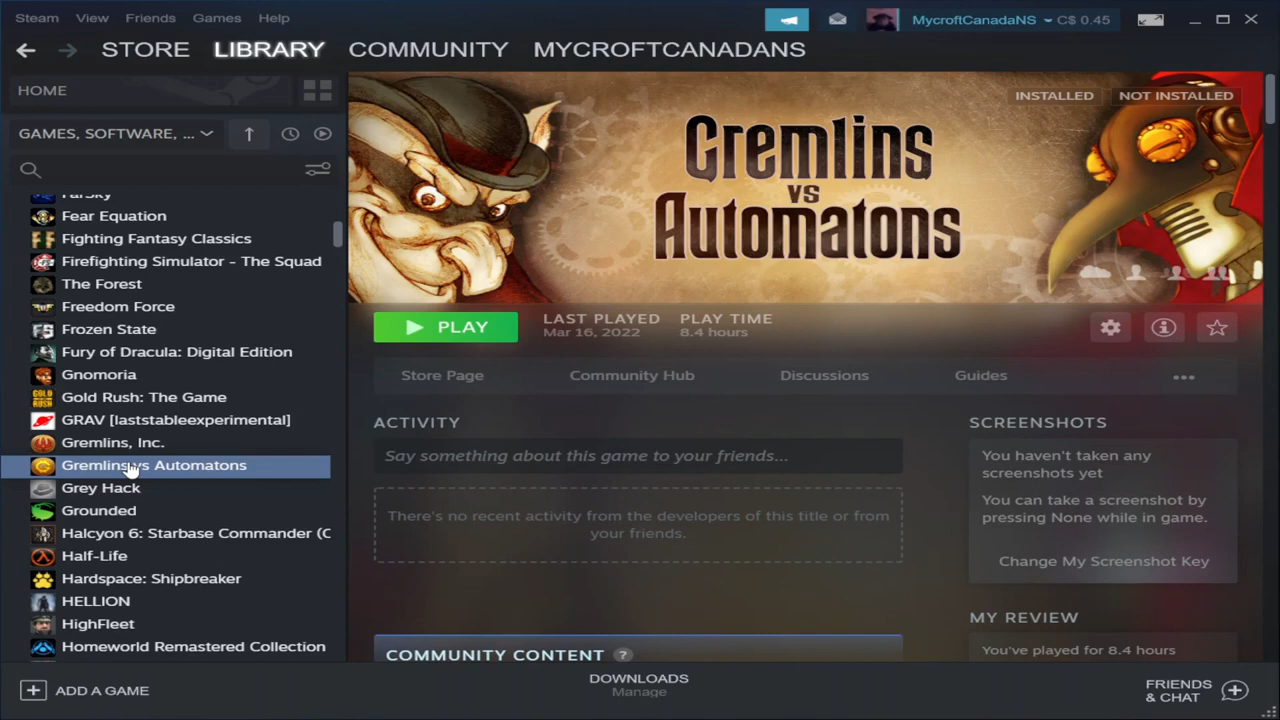 Steam View Friends Games Help
MycroftCanadaNS C$ 0.45
STORE LIBRARY COMMUNITY MYCROFTCANADANS
HOME
GAMES, SOFTWARE, ...
FarSky
Fear Equation
Fighting Fantasy Classics
Firefighting Simulator - The Squad
The Forest
Freedom Force
Frozen State
Fury of Dracula: Digital Edition
Gnomoria
Gold Rush: The Game
GRAV [laststableexperimental]
Gremlins, Inc.
Gremlins vs Automatons
Grey Hack
Grounded
Halcyon 6: Starbase Commander (C
Half-Life
Hardspace: Shipbreaker
HELLION
HighFleet
Homeworld Remastered Collection
ADD A GAME
INSTALLED NOT INSTALLED
Gremlins
vs
Automatons
PLAY
LAST PLAYED
Mar 16, 2022
PLAY TIME
8.4 hours
Store Page Community Hub Discussions Guides
ACTIVITY
Say something about this game to your friends...
There's no recent activity from the developers of this title or from
your friends.
COMMUNITY CONTENT ?
SCREENSHOTS
You haven't taken any
screenshots yet
You can take a screenshot by
pressing None while in game.
Change My Screenshot Key
MY REVIEW
You've played for 8.4 hours
DOWNLOADS
Manage
FRIENDS
& CHAT